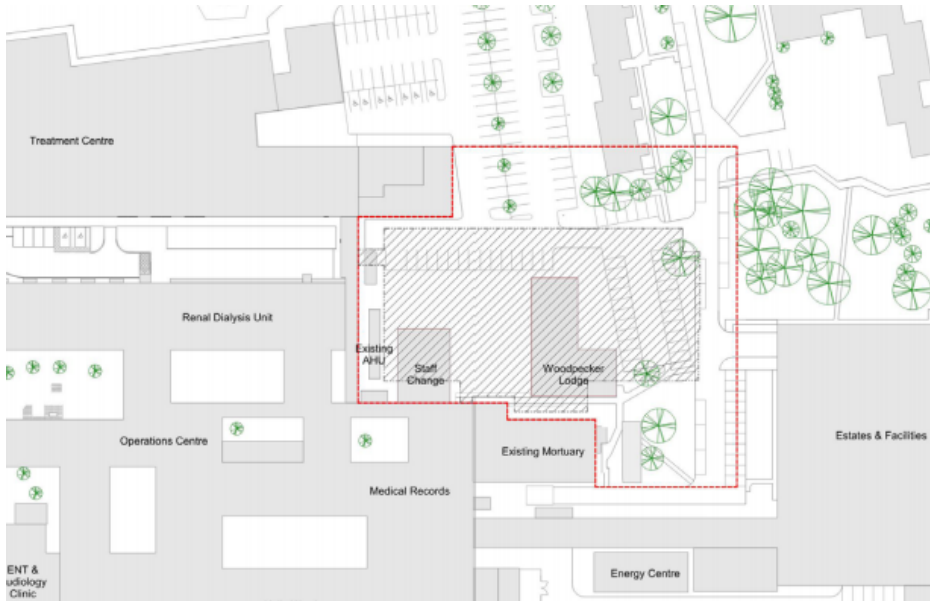 Treatment Centre
Renal Dialysis Unit
Existing
AHU
Staff
Change
Woodpecker
Lodge
Operations Centre
Existing Mortuary
Estates & Facilities
Medical Records
ENT &
udiology
Clinic
Energy Centre